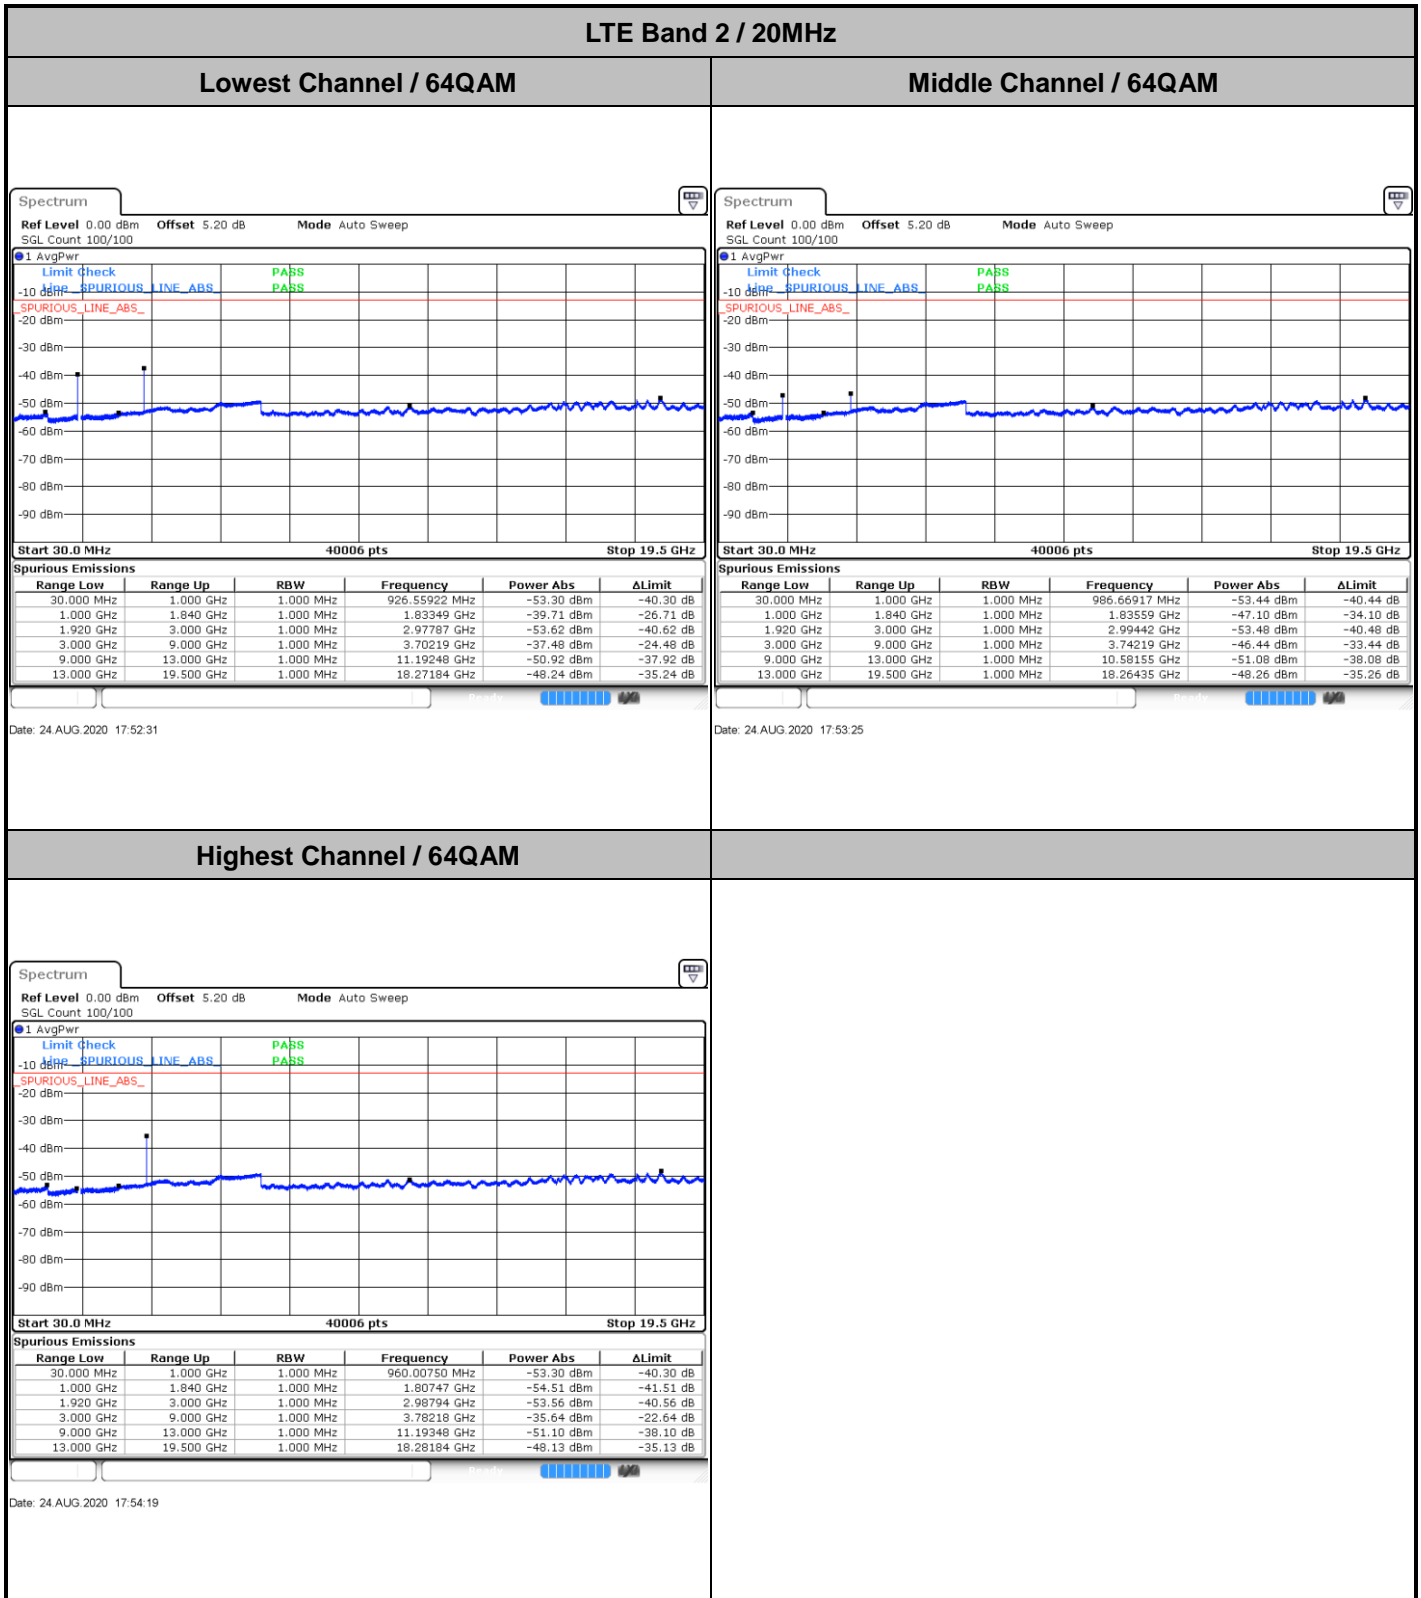 LTE Band 2 / 20MHz
Lowest Channel / 64QAM
Middle Channel / 64QAM
Spectrum
Ref Level 0.00 dBm Offset 5.20 dB Mode Auto Sweep
SGL Count 100/100
1 AvgPwr
Limit Check PASS
Line _SPURIOUS_LINE_ABS_ PASS
-10 dBm
_SPURIOUS_LINE_ABS_
-20 dBm
-30 dBm
-40 dBm
-50 dBm
-60 dBm
-70 dBm
-80 dBm
-90 dBm
Start 30.0 MHz 40006 pts Stop 19.5 GHz
Spurious Emissions
Range Low Range Up RBW Frequency Power Abs ΔLimit
30.000 MHz 1.000 GHz 1.000 MHz 926.55922 MHz -53.30 dBm -40.30 dB
1.000 GHz 1.840 GHz 1.000 MHz 1.83349 GHz -39.71 dBm -26.71 dB
1.920 GHz 3.000 GHz 1.000 MHz 2.97787 GHz -53.62 dBm -40.62 dB
3.000 GHz 9.000 GHz 1.000 MHz 3.70219 GHz -37.48 dBm -24.48 dB
9.000 GHz 13.000 GHz 1.000 MHz 11.19248 GHz -50.92 dBm -37.92 dB
13.000 GHz 19.500 GHz 1.000 MHz 18.27184 GHz -48.24 dBm -35.24 dB
Date: 24.AUG.2020 17:52:31
Spectrum
Ref Level 0.00 dBm Offset 5.20 dB Mode Auto Sweep
SGL Count 100/100
1 AvgPwr
Limit Check PASS
Line _SPURIOUS_LINE_ABS_ PASS
-10 dBm
_SPURIOUS_LINE_ABS_
-20 dBm
-30 dBm
-40 dBm
-50 dBm
-60 dBm
-70 dBm
-80 dBm
-90 dBm
Start 30.0 MHz 40006 pts Stop 19.5 GHz
Spurious Emissions
Range Low Range Up RBW Frequency Power Abs ΔLimit
30.000 MHz 1.000 GHz 1.000 MHz 986.66917 MHz -53.44 dBm -40.44 dB
1.000 GHz 1.840 GHz 1.000 MHz 1.83559 GHz -47.10 dBm -34.10 dB
1.920 GHz 3.000 GHz 1.000 MHz 2.99442 GHz -53.48 dBm -40.48 dB
3.000 GHz 9.000 GHz 1.000 MHz 3.74219 GHz -46.44 dBm -33.44 dB
9.000 GHz 13.000 GHz 1.000 MHz 10.58155 GHz -51.08 dBm -38.08 dB
13.000 GHz 19.500 GHz 1.000 MHz 18.26435 GHz -48.26 dBm -35.26 dB
Date: 24.AUG.2020 17:53:25
Highest Channel / 64QAM
Spectrum
Ref Level 0.00 dBm Offset 5.20 dB Mode Auto Sweep
SGL Count 100/100
1 AvgPwr
Limit Check PASS
Line _SPURIOUS_LINE_ABS_ PASS
-10 dBm
_SPURIOUS_LINE_ABS_
-20 dBm
-30 dBm
-40 dBm
-50 dBm
-60 dBm
-70 dBm
-80 dBm
-90 dBm
Start 30.0 MHz 40006 pts Stop 19.5 GHz
Spurious Emissions
Range Low Range Up RBW Frequency Power Abs ΔLimit
30.000 MHz 1.000 GHz 1.000 MHz 960.00750 MHz -53.30 dBm -40.30 dB
1.000 GHz 1.840 GHz 1.000 MHz 1.80747 GHz -54.51 dBm -41.51 dB
1.920 GHz 3.000 GHz 1.000 MHz 2.98794 GHz -53.56 dBm -40.56 dB
3.000 GHz 9.000 GHz 1.000 MHz 3.78218 GHz -35.64 dBm -22.64 dB
9.000 GHz 13.000 GHz 1.000 MHz 11.19348 GHz -51.10 dBm -38.10 dB
13.000 GHz 19.500 GHz 1.000 MHz 18.28184 GHz -48.13 dBm -35.13 dB
Date: 24.AUG.2020 17:54:19